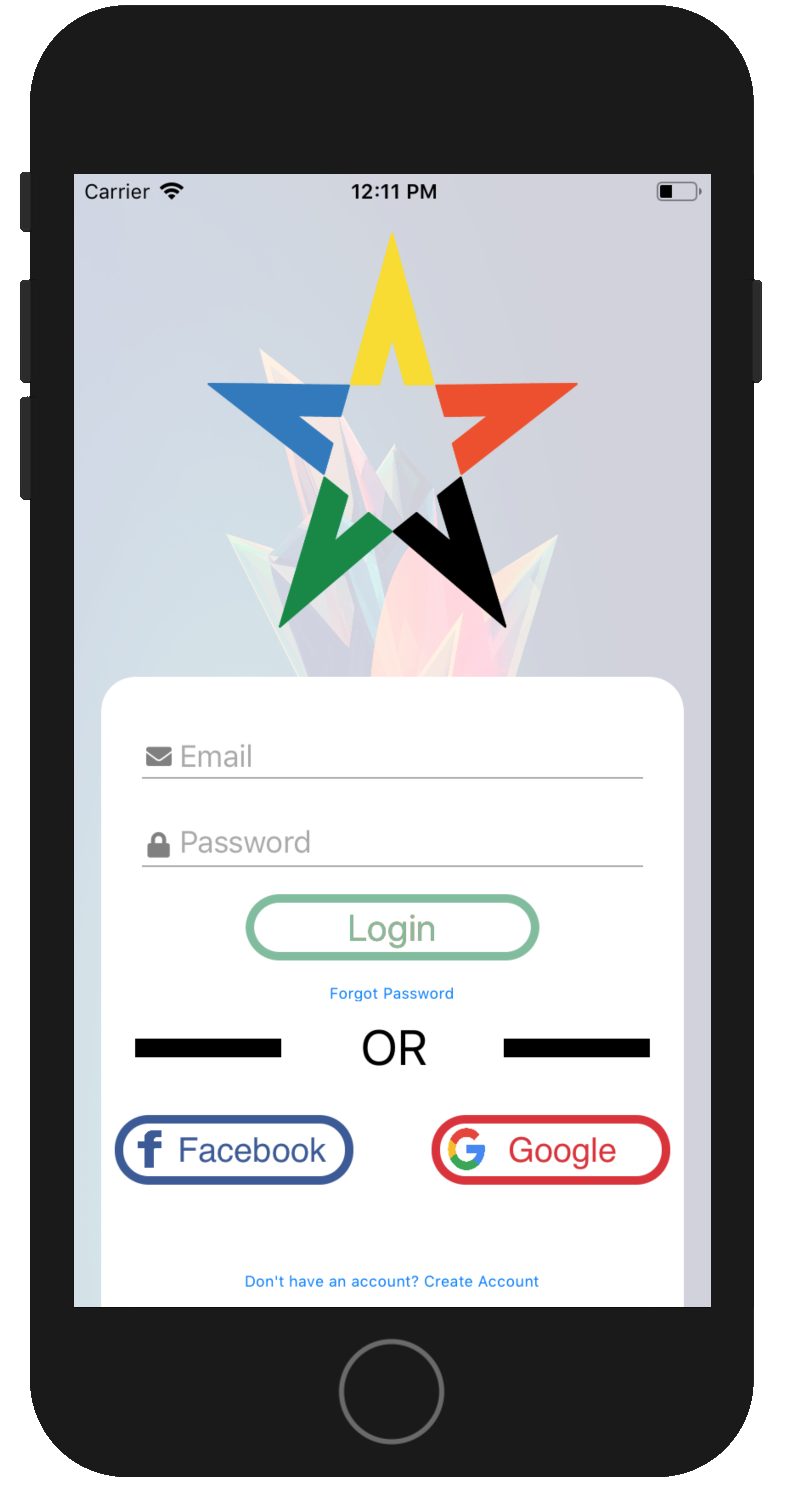 Carrier 12:11 PM
Email
Password
Login
Forgot Password
OR
Facebook Google
Don't have an account? Create Account